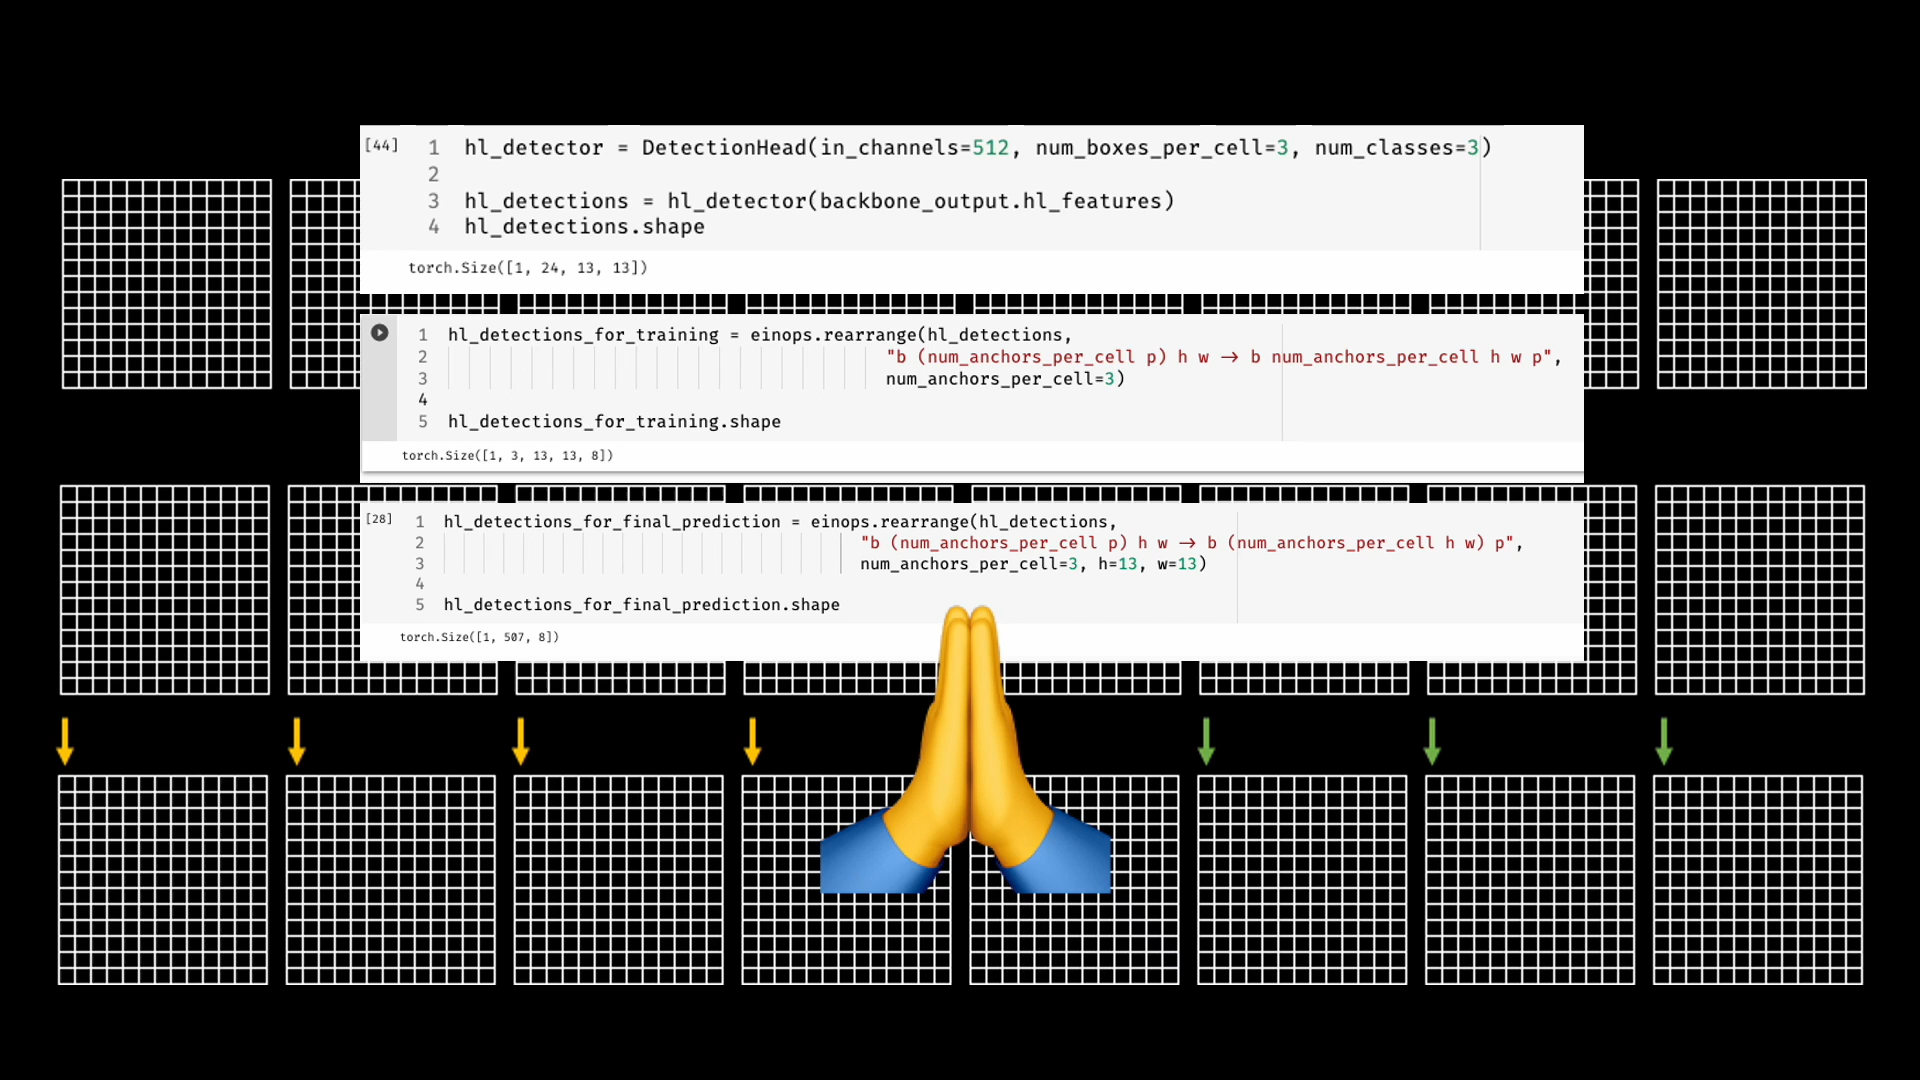 [44] 1 hl_detector = DetectionHead(in_channels=512, num_boxes_per_cell=3, num_classes=3)
2
3 hl_detections = hl_detector(backbone_output.hl_features)
4 hl_detections.shape
torch.Size([1, 24, 13, 13])
1 hl_detections_for_training = einops.rearrange(hl_detections,
2 "b (num_anchors_per_cell p) h w → b num_anchors_per_cell h w p",
3 num_anchors_per_cell=3)
4
5 hl_detections_for_training.shape
torch.Size([1, 3, 13, 13, 8])
[28] 1 hl_detections_for_final_prediction = einops.rearrange(hl_detections,
2 "b (num_anchors_per_cell p) h w → b (num_anchors_per_cell h w) p",
3 num_anchors_per_cell=3, h=13, w=13)
4
5 hl_detections_for_final_prediction.shape
torch.Size([1, 507, 8])